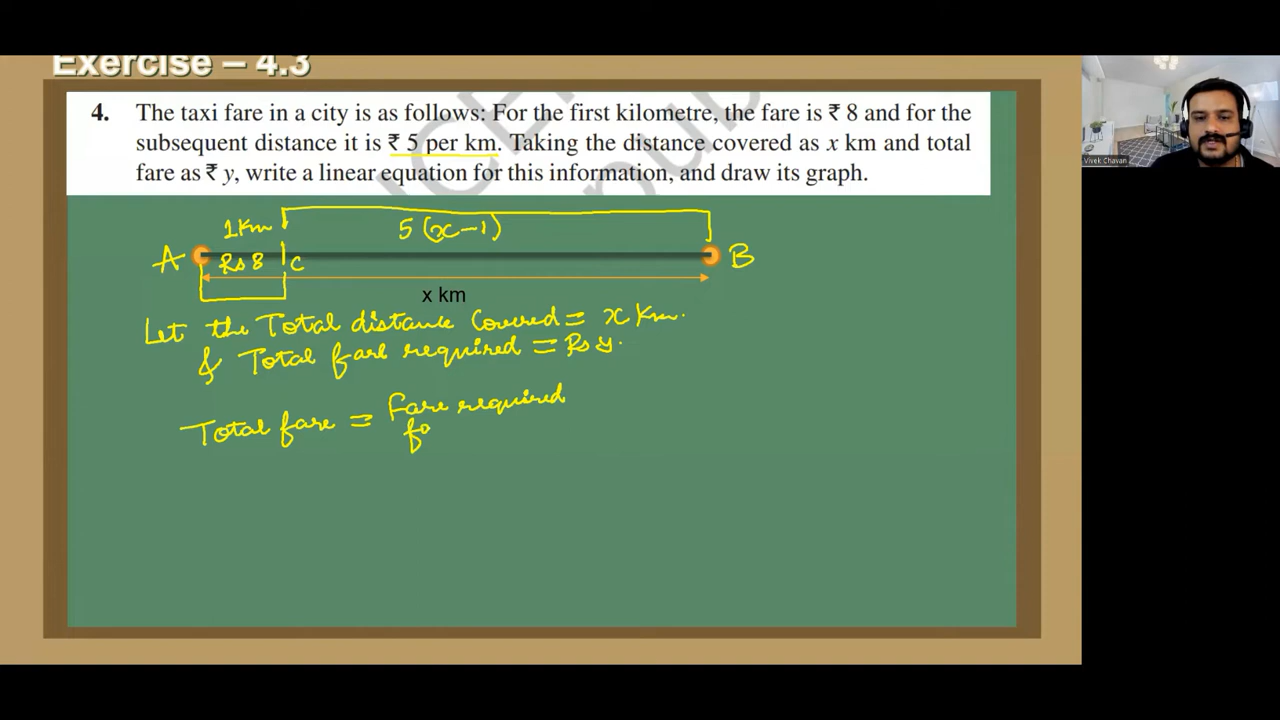 Exercise – 4.3
4. The taxi fare in a city is as follows: For the first kilometre, the fare is ₹ 8 and for the
subsequent distance it is ₹ 5 per km. Taking the distance covered as x km and total
fare as ₹ y, write a linear equation for this information, and draw its graph.
1Km 5(x-1)
A Rs 8 C B
x km
Let the Total distance Covered = x Km.
& Total fare required = Rs y.
Total fare = Fare required
fo
Vivek Chavan